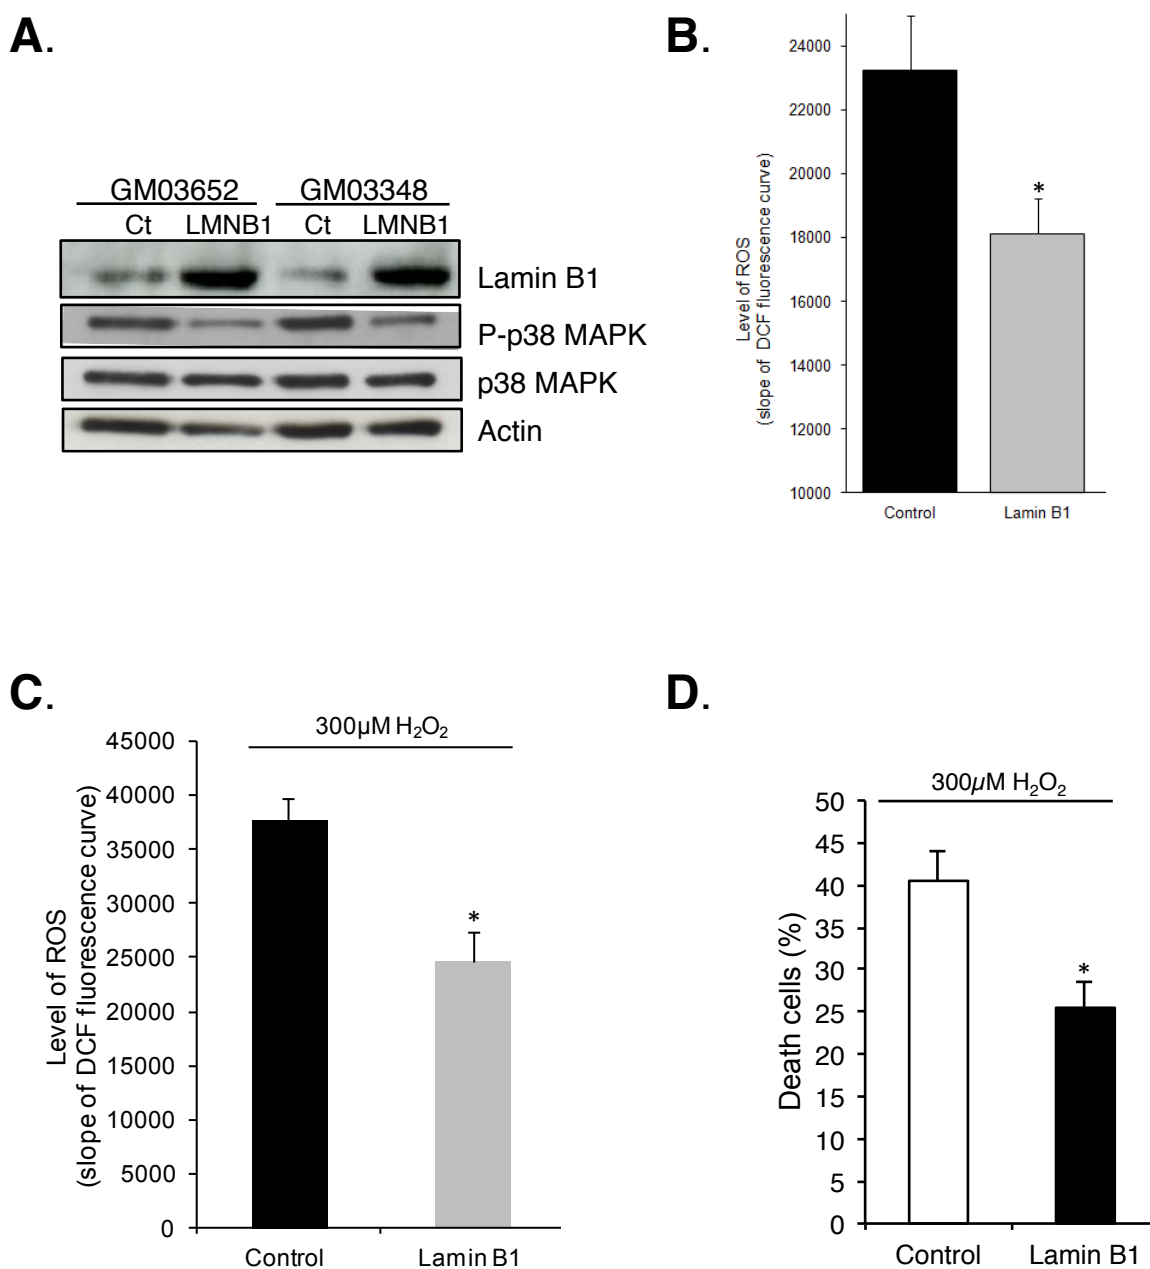 A.
GM03652 GM03348
Ct LMNB1 Ct LMNB1
Lamin B1
P-p38 MAPK
p38 MAPK
Actin
B.
Level of ROS
(slope of DCF fluorescence curve)
24000
22000
20000
18000
16000
14000
12000
10000
*
Control Lamin B1
C.
300µM H₂O₂
Level of ROS
(slope of DCF fluorescence curve)
45000
40000
35000
30000
25000
20000
15000
10000
5000
0
*
Control Lamin B1
D.
300µM H₂O₂
Death cells (%)
50
45
40
35
30
25
20
15
10
5
0
*
Control Lamin B1